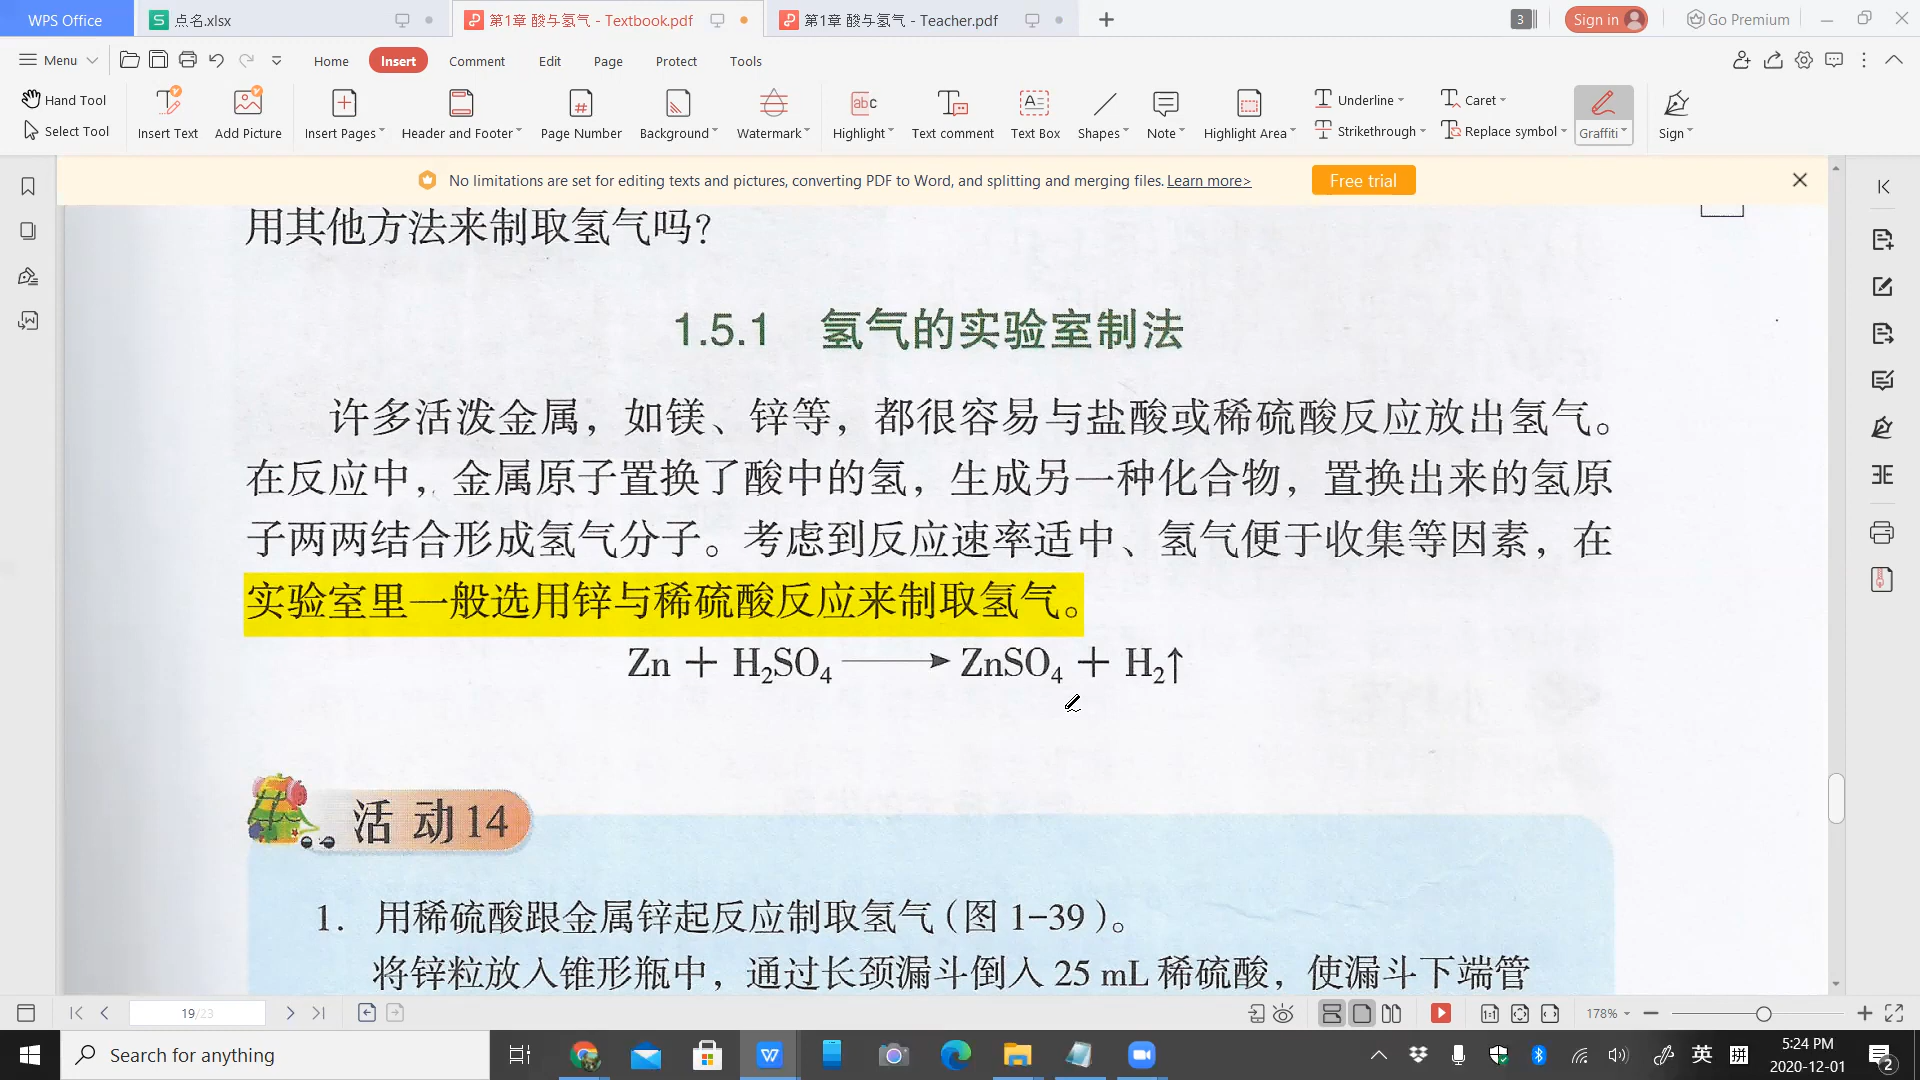 WPS Office
点名.xlsx
第1章 酸与氢气 - Textbook.pdf
第1章 酸与氢气 - Teacher.pdf
3
Sign in
Go Premium
Menu
Home
Insert
Comment
Edit
Page
Protect
Tools
Hand Tool
Select Tool
Insert Text
Add Picture
Insert Pages
Header and Footer
Page Number
Background
Watermark
Highlight
Text comment
Text Box
Shapes
Note
Highlight Area
Underline
Strikethrough
Caret
Replace symbol
Graffiti
Sign
No limitations are set for editing texts and pictures, converting PDF to Word, and splitting and merging files. Learn more>
Free trial
用其他方法来制取氢气吗?
1.5.1 氢气的实验室制法
许多活泼金属，如镁、锌等，都很容易与盐酸或稀硫酸反应放出氢气。
在反应中，金属原子置换了酸中的氢，生成另一种化合物，置换出来的氢原
子两两结合形成氢气分子。考虑到反应速率适中、氢气便于收集等因素，在
实验室里一般选用锌与稀硫酸反应来制取氢气。
Zn + H₂SO₄ ⟶ ZnSO₄ + H₂↑
活动14
1. 用稀硫酸跟金属锌起反应制取氢气(图 1-39)。
将锌粒放入锥形瓶中，通过长颈漏斗倒入 25 mL 稀硫酸，使漏斗下端管
19/23
178%
Search for anything
英
拼
5:24 PM
2020-12-01
2